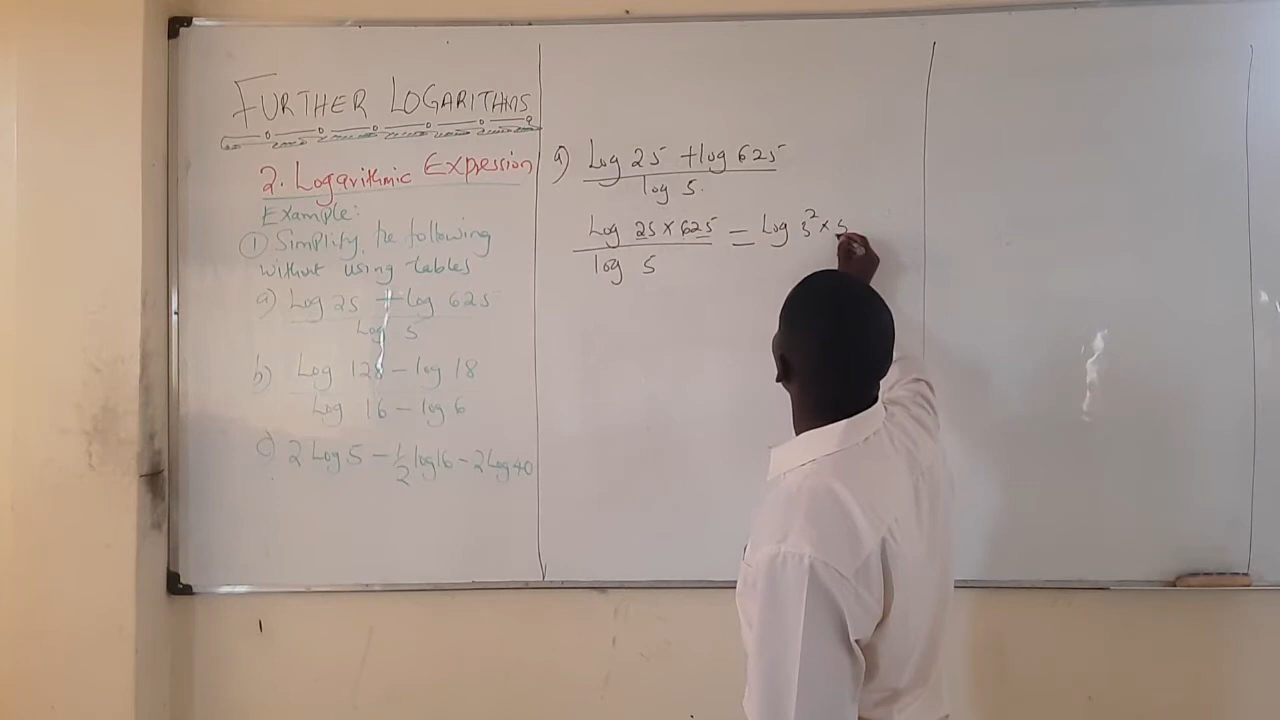 FURTHER LOGARITHMS
2. Logarithmic Expression
Example:
① Simplify the following
without using tables
a) Log 25 + log 625
Log 5
b) Log 128 – log 18
Log 16 – log 6
c) 2 Log 5 – 1/2 log 16 – 2 Log 40
a) Log 25 + log 625
log 5.
Log 25 × 625 = Log 5² × 5
log 5